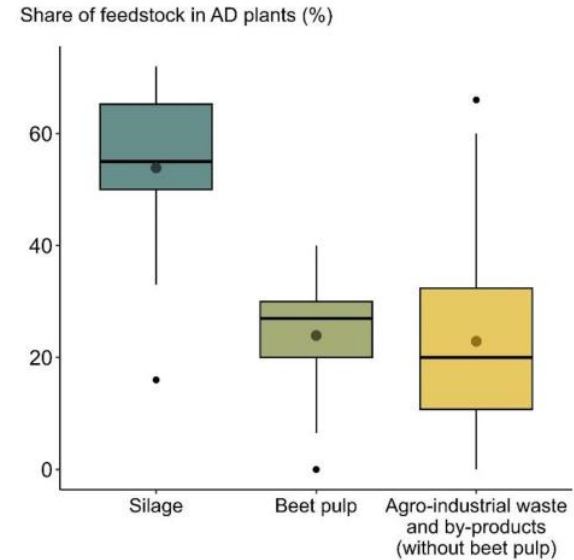 Share of feedstock in AD plants (%)
60
40
20
0
Silage
Beet pulp
Agro-industrial waste
and by-products
(without beet pulp)